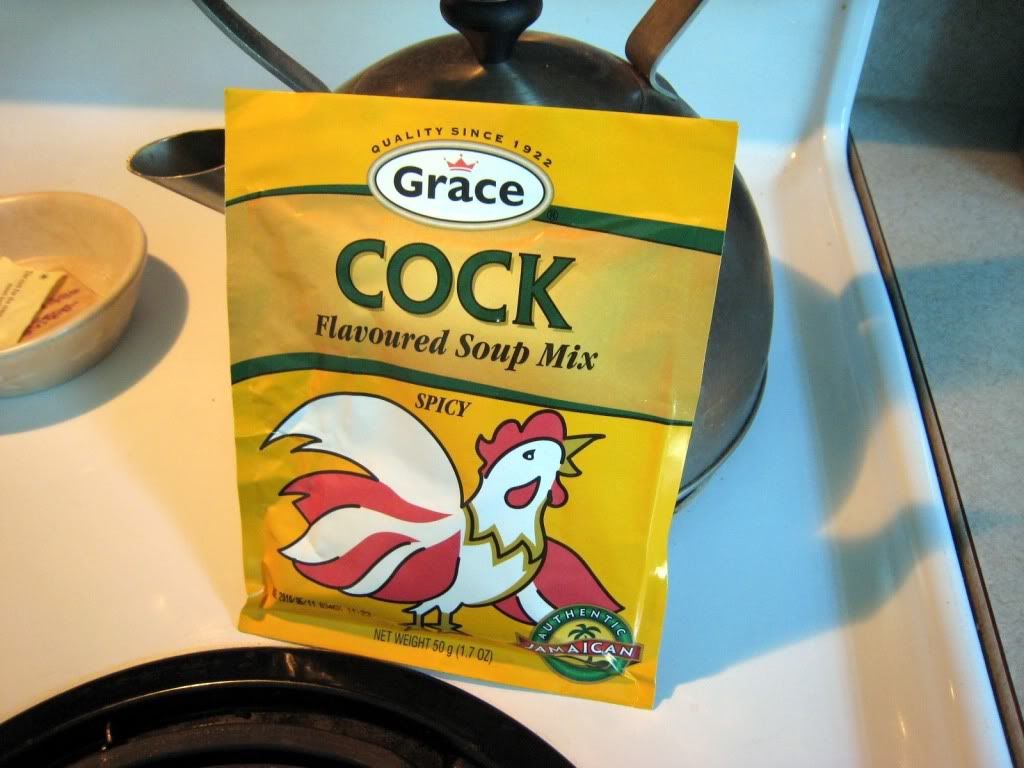 QUALITY SINCE 1922
Grace
®
COCK
Flavoured Soup Mix
SPICY
NET WEIGHT 50 g (1.7 OZ)
AUTHENTIC
JAMAICAN